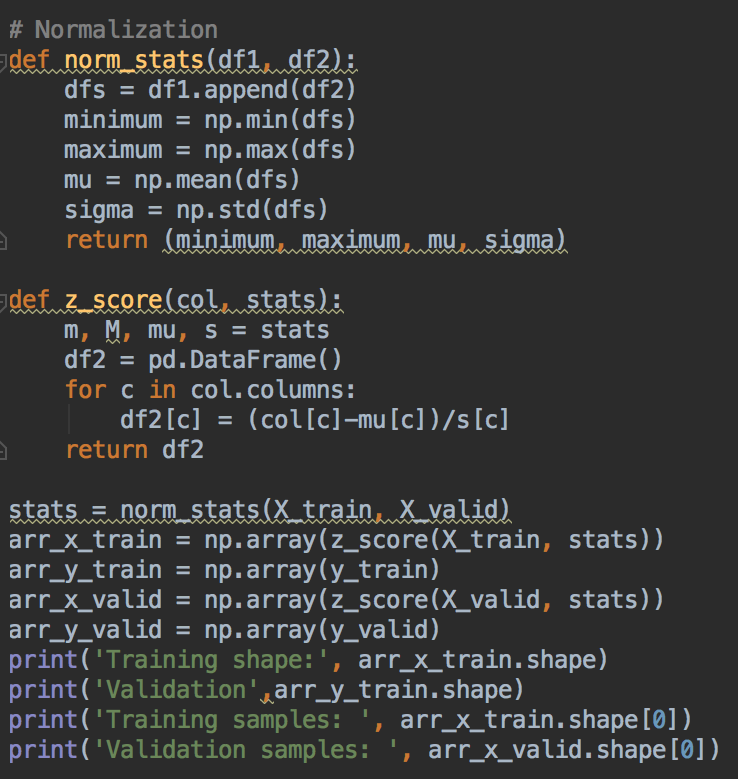 # Normalization
def norm_stats(df1, df2):
    dfs = df1.append(df2)
    minimum = np.min(dfs)
    maximum = np.max(dfs)
    mu = np.mean(dfs)
    sigma = np.std(dfs)
    return (minimum, maximum, mu, sigma)
def z_score(col, stats):
    m, M, mu, s = stats
    df2 = pd.DataFrame()
    for c in col.columns:
        df2[c] = (col[c]-mu[c])/s[c]
    return df2
stats = norm_stats(X_train, X_valid)
arr_x_train = np.array(z_score(X_train, stats))
arr_y_train = np.array(y_train)
arr_x_valid = np.array(z_score(X_valid, stats))
arr_y_valid = np.array(y_valid)
print('Training shape:', arr_x_train.shape)
print('Validation',arr_y_train.shape)
print('Training samples: ', arr_x_train.shape[0])
print('Validation samples: ', arr_x_valid.shape[0])